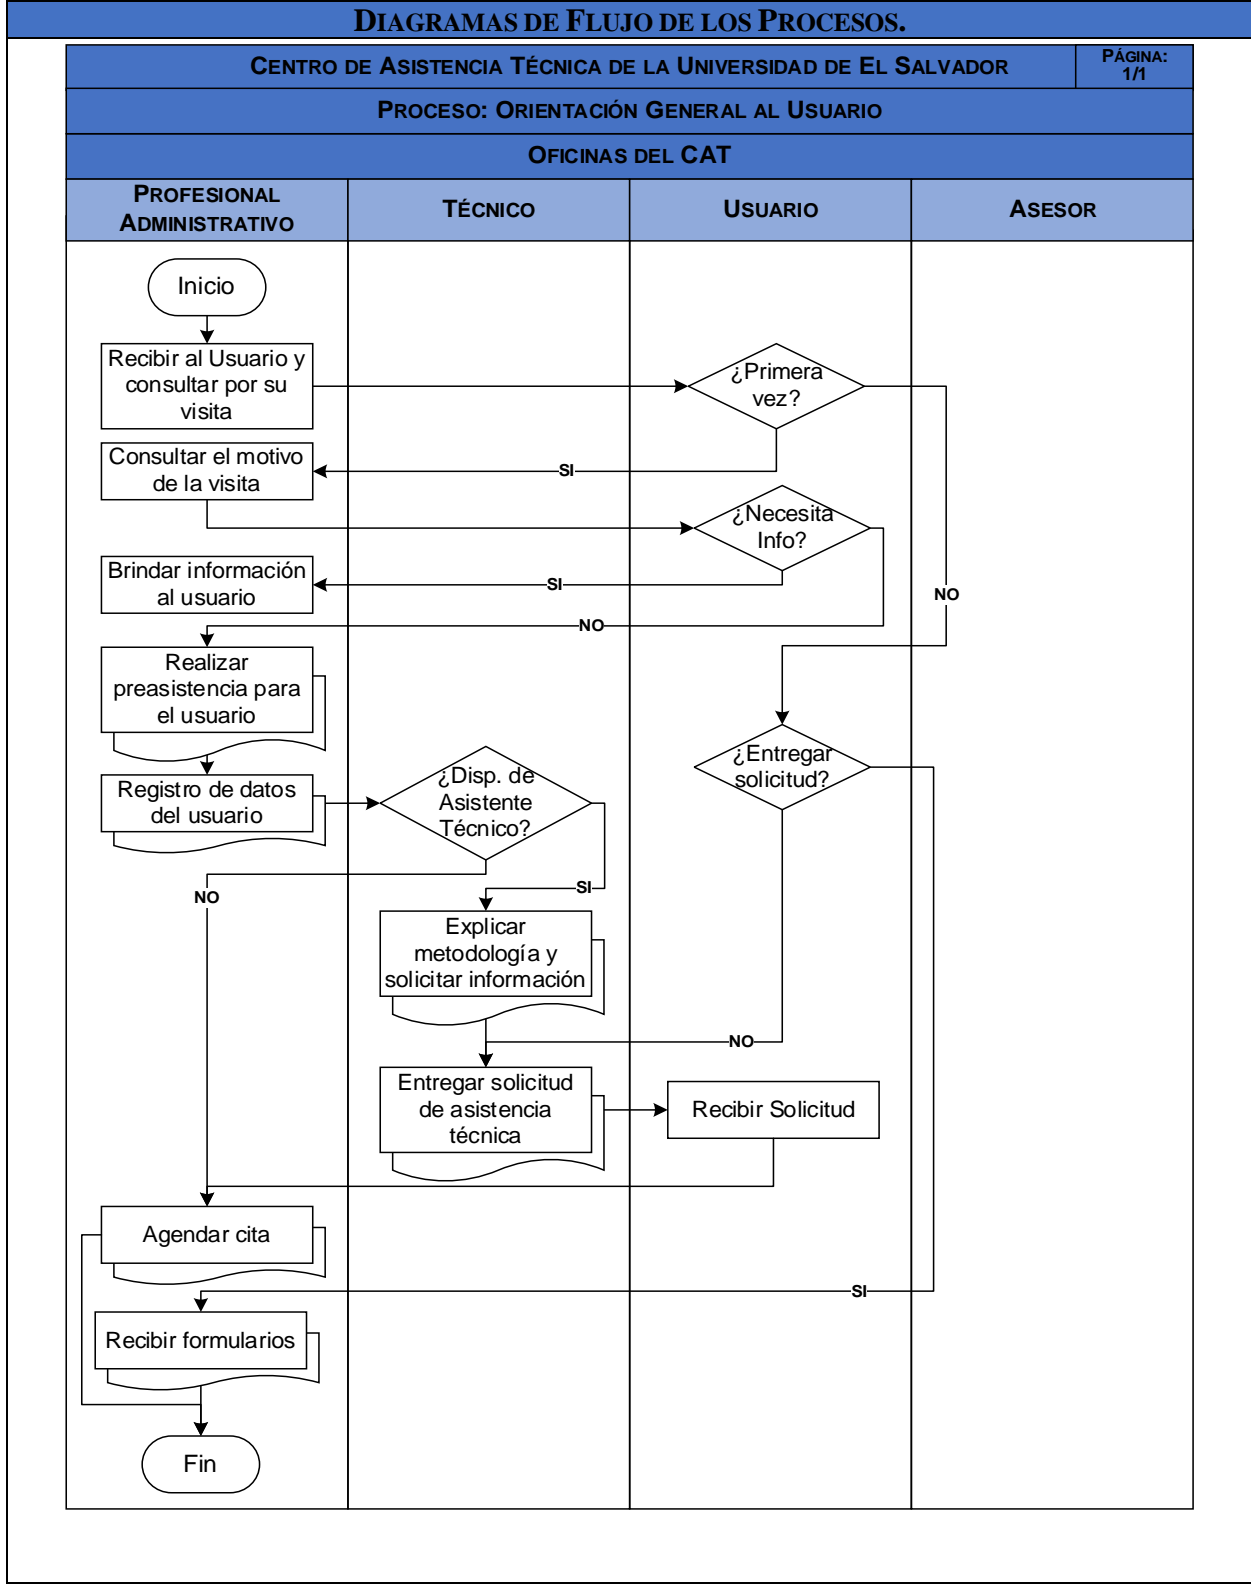 DIAGRAMAS DE FLUJO DE LOS PROCESOS.
CENTRO DE ASISTENCIA TÉCNICA DE LA UNIVERSIDAD DE EL SALVADOR
PÁGINA:
1/1
PROCESO: ORIENTACIÓN GENERAL AL USUARIO
OFICINAS DEL CAT
PROFESIONAL
ADMINISTRATIVO
TÉCNICO
USUARIO
ASESOR
Inicio
Recibir al Usuario y
consultar por su
visita
¿Primera
vez?
Consultar el motivo
de la visita
SI
¿Necesita
Info?
Brindar información
al usuario
SI
NO
NO
Realizar
preasistencia para
el usuario
¿Entregar
solicitud?
Registro de datos
del usuario
¿Disp. de
Asistente
Técnico?
NO
SI
Explicar
metodología y
solicitar información
NO
Entregar solicitud
de asistencia
técnica
Recibir Solicitud
Agendar cita
SI
Recibir formularios
Fin